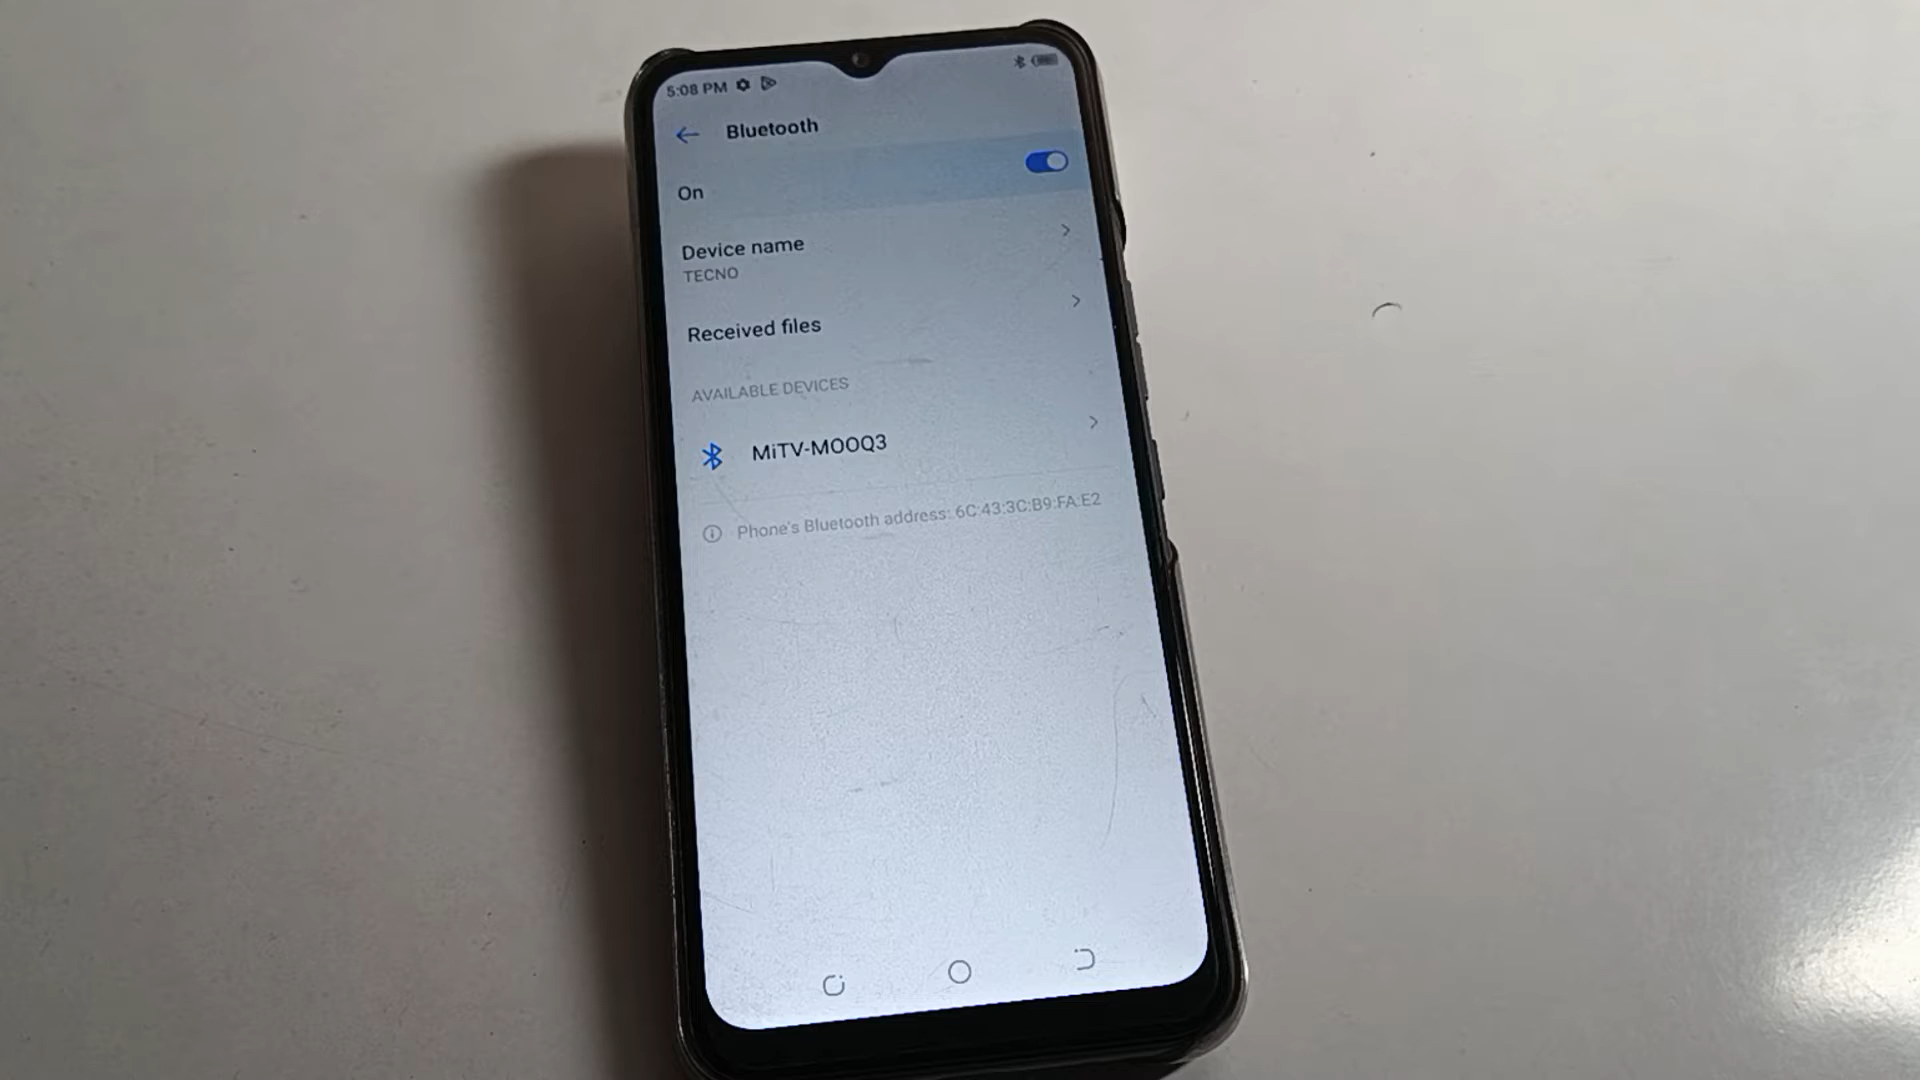 5:08 PM
Bluetooth
On
Device name
TECNO
Received files
AVAILABLE DEVICES
MiTV-MOOQ3
Phone's Bluetooth address: 6C:43:3C:B9:FA:E2